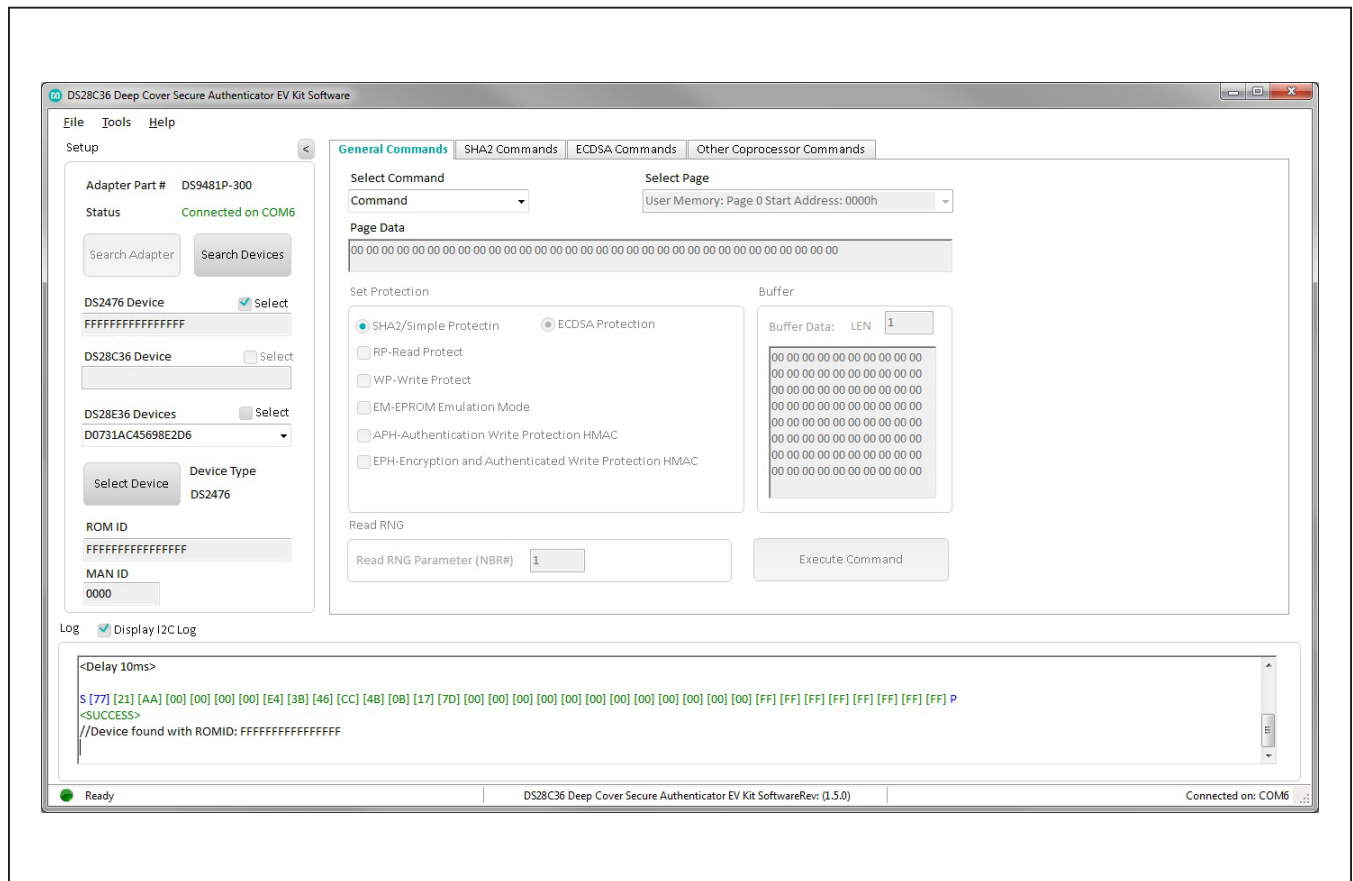 DS28C36 Deep Cover Secure Authenticator EV Kit Software
File Tools Help
Setup <
Adapter Part # DS9481P-300
Status Connected on COM6
Search Adapter Search Devices
DS2476 Device Select
FFFFFFFFFFFFFFFF
DS28C36 Device Select
DS28E36 Devices Select
D0731AC45698E2D6
Select Device Device Type
DS2476
ROM ID
FFFFFFFFFFFFFFFF
MAN ID
0000
General Commands SHA2 Commands ECDSA Commands Other Coprocessor Commands
Select Command Select Page
Command User Memory: Page 0 Start Address: 0000h
Page Data
00 00 00 00 00 00 00 00 00 00 00 00 00 00 00 00 00 00 00 00 00 00 00 00 00 00 00 00 00 00 00 00
Set Protection
SHA2/Simple Protectin ECDSA Protection
RP-Read Protect
WP-Write Protect
EM-EPROM Emulation Mode
APH-Authentication Write Protection HMAC
EPH-Encryption and Authenticated Write Protection HMAC
Buffer
Buffer Data: LEN 1
00 00 00 00 00 00 00 00 00 00
00 00 00 00 00 00 00 00 00 00
00 00 00 00 00 00 00 00 00 00
00 00 00 00 00 00 00 00 00 00
00 00 00 00 00 00 00 00 00 00
00 00 00 00 00 00 00 00 00 00
00 00 00 00 00 00 00 00 00 00
00 00 00 00 00 00 00 00 00 00
Read RNG
Read RNG Parameter (NBR#) 1
Execute Command
Log Display I2C Log
<Delay 10ms>
S [77] [21] [AA] [00] [00] [00] [00] [E4] [3B] [46] [CC] [4B] [0B] [17] [7D] [00] [00] [00] [00] [00] [00] [00] [00] [00] [00] [00] [00] [FF] [FF] [FF] [FF] [FF] [FF] [FF] [FF] P
<SUCCESS>
//Device found with ROMID: FFFFFFFFFFFFFFFF
Ready DS28C36 Deep Cover Secure Authenticator EV Kit SoftwareRev: (1.5.0) Connected on: COM6